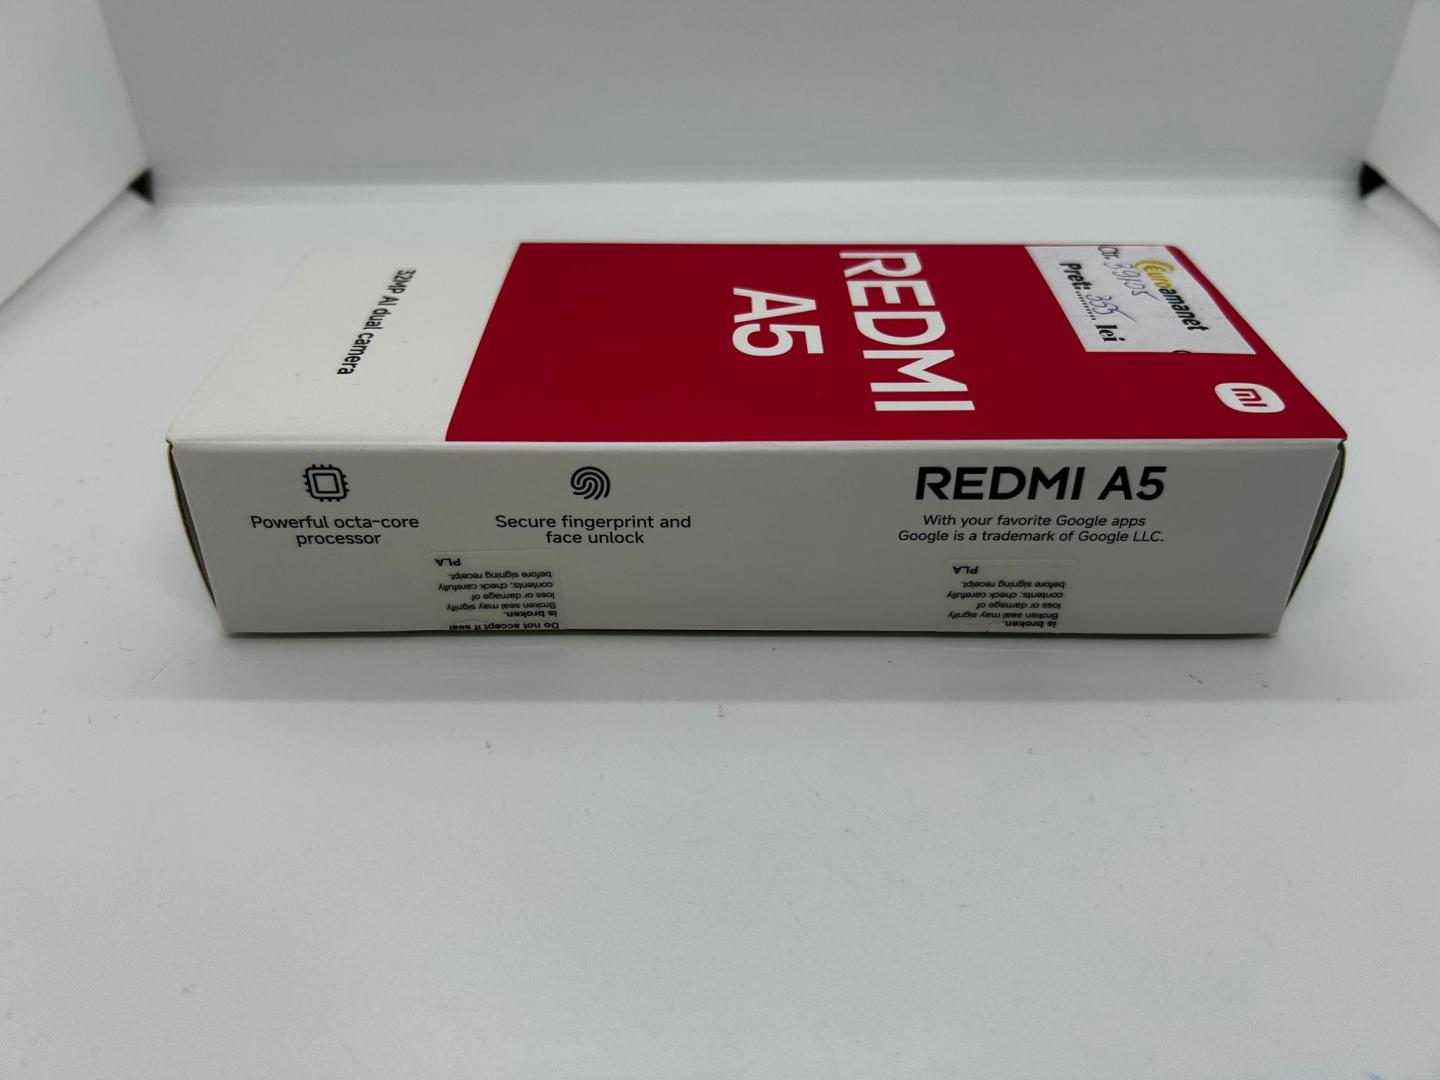 32MP AI dual camera
REDMI
A5
Euroamanet
Ctr. 59105
Pret: 355 lei
mi
Powerful octa-core
processor
Secure fingerprint and
face unlock
REDMI A5
With your favorite Google apps
Google is a trademark of Google LLC.
Do not accept if seal
is broken.
Broken seal may signify
loss or damage of
contents; check carefully
before signing receipt.
PLA
is broken.
Broken seal may signify
loss or damage of
contents; check carefully
before signing receipt.
PLA